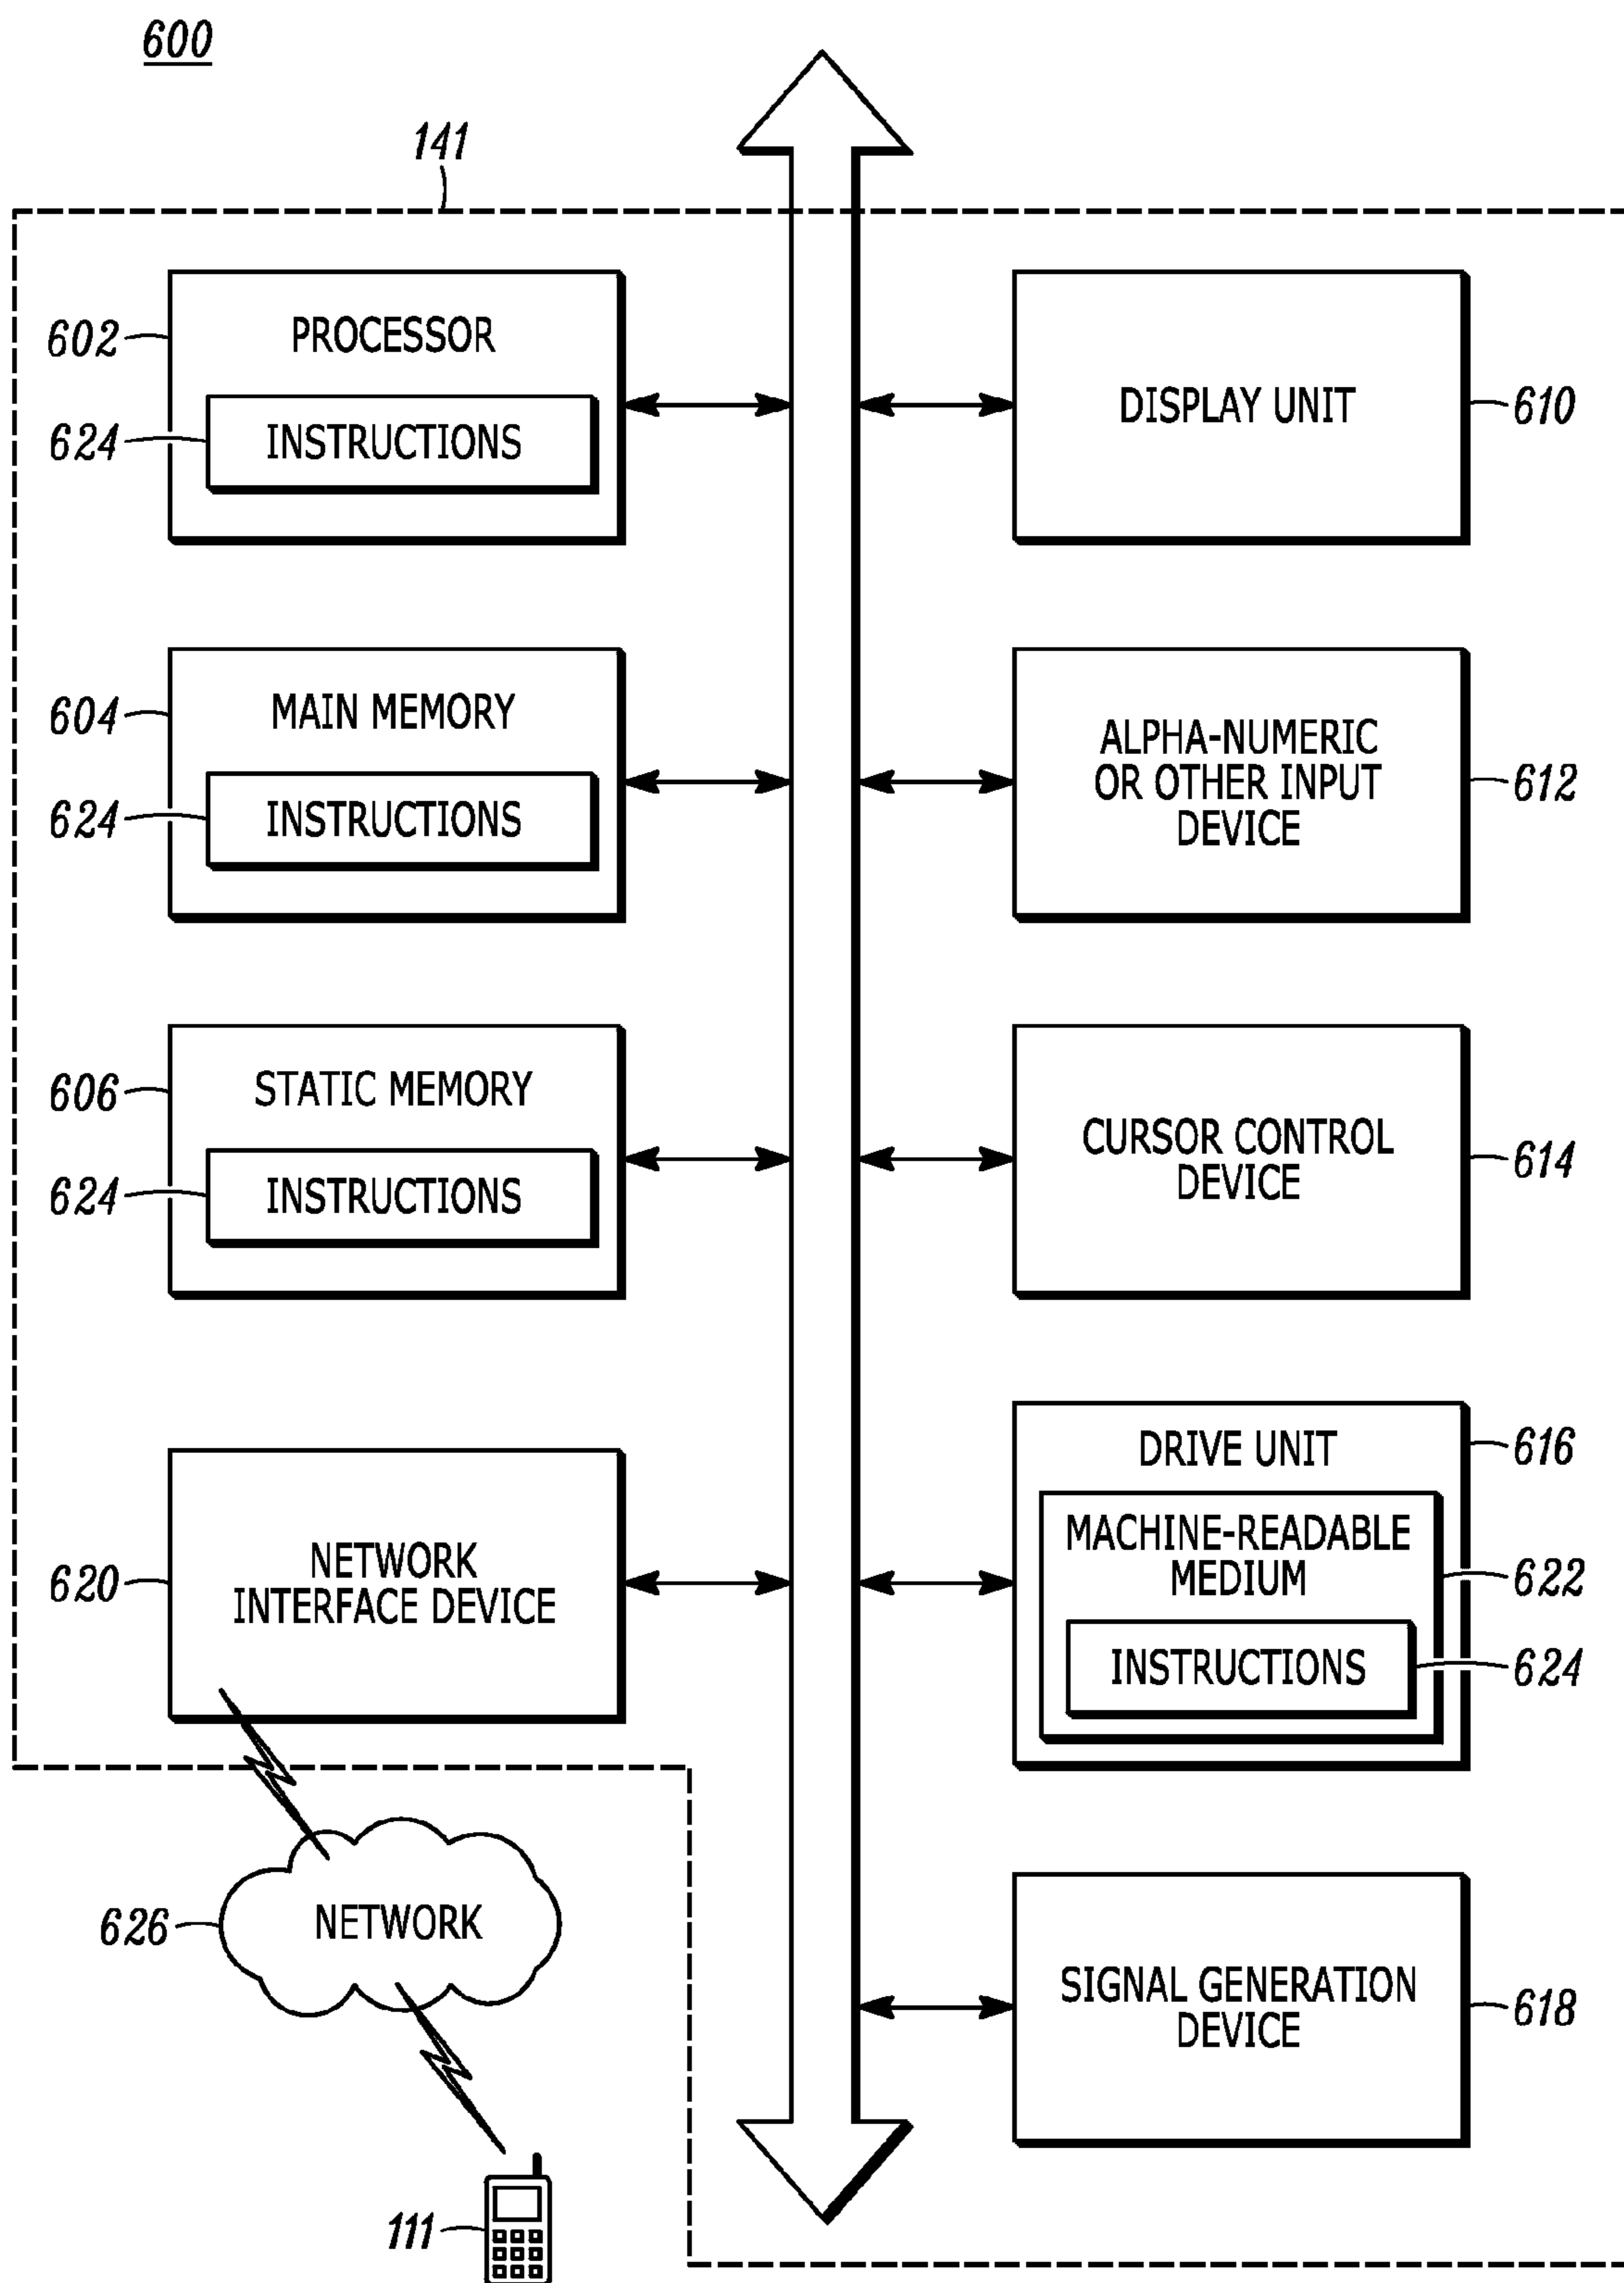 600
141
602
PROCESSOR
624
INSTRUCTIONS
DISPLAY UNIT
610
604
MAIN MEMORY
624
INSTRUCTIONS
ALPHA-NUMERIC
OR OTHER INPUT
DEVICE
612
606
STATIC MEMORY
624
INSTRUCTIONS
CURSOR CONTROL
DEVICE
614
620
NETWORK
INTERFACE DEVICE
DRIVE UNIT
616
MACHINE-READABLE
MEDIUM
622
INSTRUCTIONS
624
626
NETWORK
SIGNAL GENERATION
DEVICE
618
111